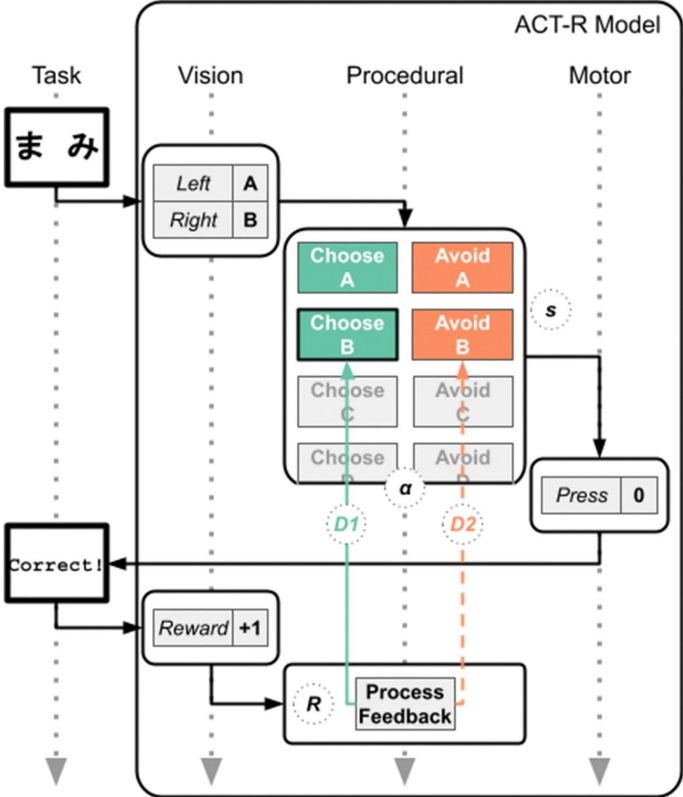 ACT-R Model
Task
Vision
Procedural
Motor
ま み
Left A
Right B
Choose A
Avoid A
Choose B
Avoid B
s
Choose C
Avoid C
Choose D
Avoid D
α
Press 0
D1
D2
Correct!
Reward +1
R
Process
Feedback